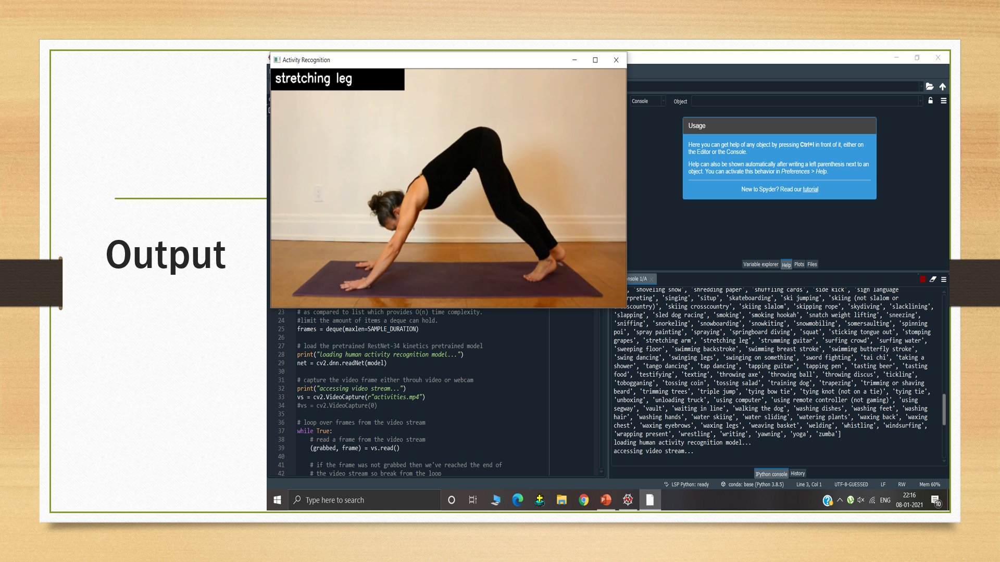 Output
Activity Recognition
stretching leg
Console
Object
Usage
Here you can get help of any object by pressing Ctrl+I in front of it, either on
the Editor or the Console.
Help can also be shown automatically after writing a left parenthesis next to an
object. You can activate this behavior in Preferences > Help.
New to Spyder? Read our tutorial
Variable explorer Help Plots Files
nsole 1/A
'shoveling snow', 'shredding paper', 'shuffling cards', 'side kick', 'sign language
rpreting', 'singing', 'situp', 'skateboarding', 'ski jumping', 'skiing (not slalom or
country)', 'skiing crosscountry', 'skiing slalom', 'skipping rope', 'skydiving', 'slacklining',
'slapping', 'sled dog racing', 'smoking', 'smoking hookah', 'snatch weight lifting', 'sneezing',
'sniffing', 'snorkeling', 'snowboarding', 'snowkiting', 'snowmobiling', 'somersaulting', 'spinning
poi', 'spray painting', 'spraying', 'springboard diving', 'squat', 'sticking tongue out', 'stomping
grapes', 'stretching arm', 'stretching leg', 'strumming guitar', 'surfing crowd', 'surfing water',
'sweeping floor', 'swimming backstroke', 'swimming breast stroke', 'swimming butterfly stroke',
'swing dancing', 'swinging legs', 'swinging on something', 'sword fighting', 'tai chi', 'taking a
shower', 'tango dancing', 'tap dancing', 'tapping guitar', 'tapping pen', 'tasting beer', 'tasting
food', 'testifying', 'texting', 'throwing axe', 'throwing ball', 'throwing discus', 'tickling',
'tobogganing', 'tossing coin', 'tossing salad', 'training dog', 'trapezing', 'trimming or shaving
beard', 'trimming trees', 'triple jump', 'tying bow tie', 'tying knot (not on a tie)', 'tying tie',
'unboxing', 'unloading truck', 'using computer', 'using remote controller (not gaming)', 'using
segway', 'vault', 'waiting in line', 'walking the dog', 'washing dishes', 'washing feet', 'washing
hair', 'washing hands', 'water skiing', 'water sliding', 'watering plants', 'waxing back', 'waxing
chest', 'waxing eyebrows', 'waxing legs', 'weaving basket', 'welding', 'whistling', 'windsurfing',
'wrapping present', 'wrestling', 'writing', 'yawning', 'yoga', 'zumba']
loading human activity recognition model...
accessing video stream...
IPython console History
23 # as compared to list which provides O(n) time complexity.
24 #limit the amount of items a deque can hold.
25 frames = deque(maxlen=SAMPLE_DURATION)
26
27 # load the pretrained RestNet-34 kinetics pretrained model
28 print("loading human activity recognition model...")
29 net = cv2.dnn.readNet(model)
30
31 # capture the video frame either throuh video or webcam
32 print("accessing video stream...")
33 vs = cv2.VideoCapture(r"activities.mp4")
34 #vs = cv2.VideoCapture(0)
35
36 # loop over frames from the video stream
37 while True:
38 # read a frame from the video stream
39 (grabbed, frame) = vs.read()
40
41 # if the frame was not grabbed then we've reached the end of
42 # the video stream so break from the loop
LSP Python: ready conda: base (Python 3.8.5) Line 3, Col 1 UTF-8-GUESSED LF RW Mem 60%
Type here to search
ENG
22:16
08-01-2021
10